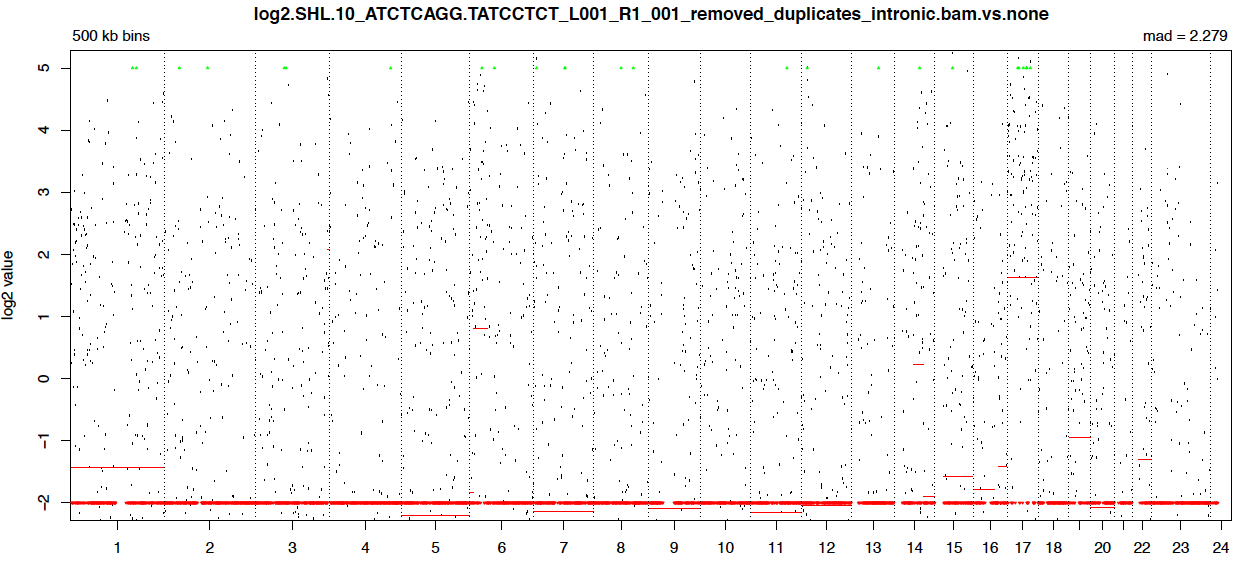 log2.SHL.10_ATCTCAGG.TATCCTCT_L001_R1_001_removed_duplicates_intronic.bam.vs.none
500 kb bins
mad = 2.279
5
4
3
2
1
0
−1
−2
log2 value
1 2 3 4 5 6 7 8 9 10 11 12 13 14 15 16 17 18 20 22 23 24